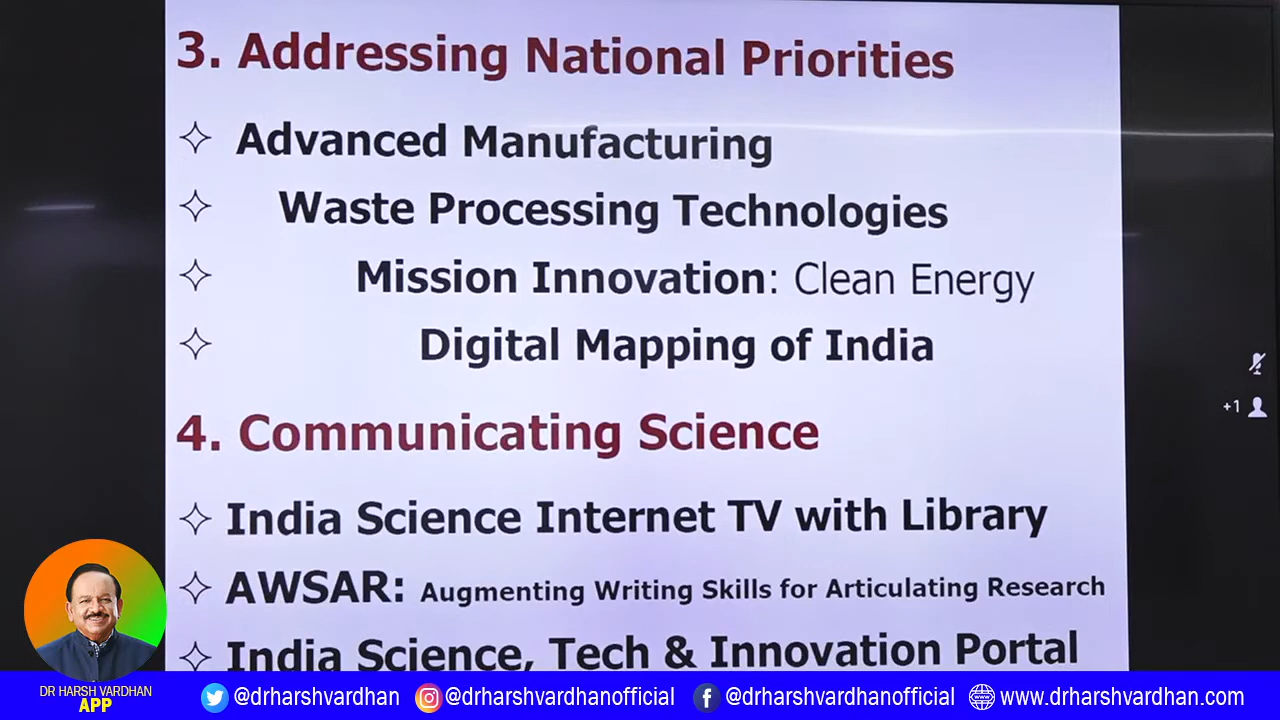 3. Addressing National Priorities
✧ Advanced Manufacturing
✧ Waste Processing Technologies
✧ Mission Innovation: Clean Energy
✧ Digital Mapping of India
4. Communicating Science
✧ India Science Internet TV with Library
✧ AWSAR: Augmenting Writing Skills for Articulating Research
✧ India Science, Tech & Innovation Portal
+1
DR HARSH VARDHAN
APP
@drharshvardhan @drharshvardhanofficial @drharshvardhanofficial www.drharshvardhan.com